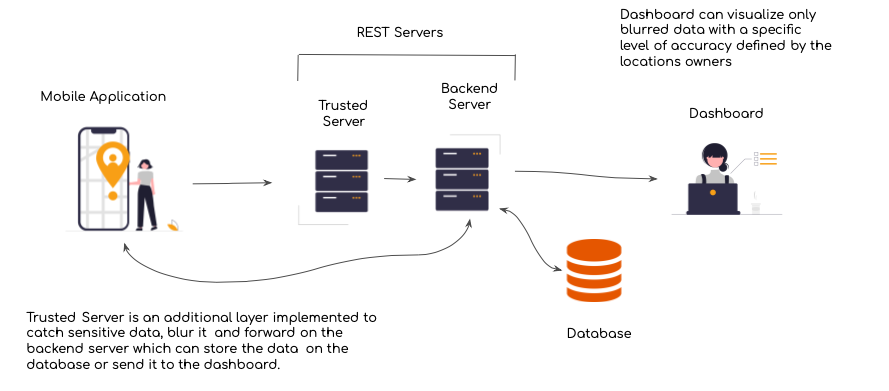 Dashboard can visualize only
blurred data with a specific
level of accuracy defined by the
locations owners
REST Servers
Mobile Application
Trusted
Server
Backend
Server
Dashboard
Database
Trusted Server is an additional layer implemented to
catch sensitive data, blur it and forward on the
backend server which can store the data on the
database or send it to the dashboard.